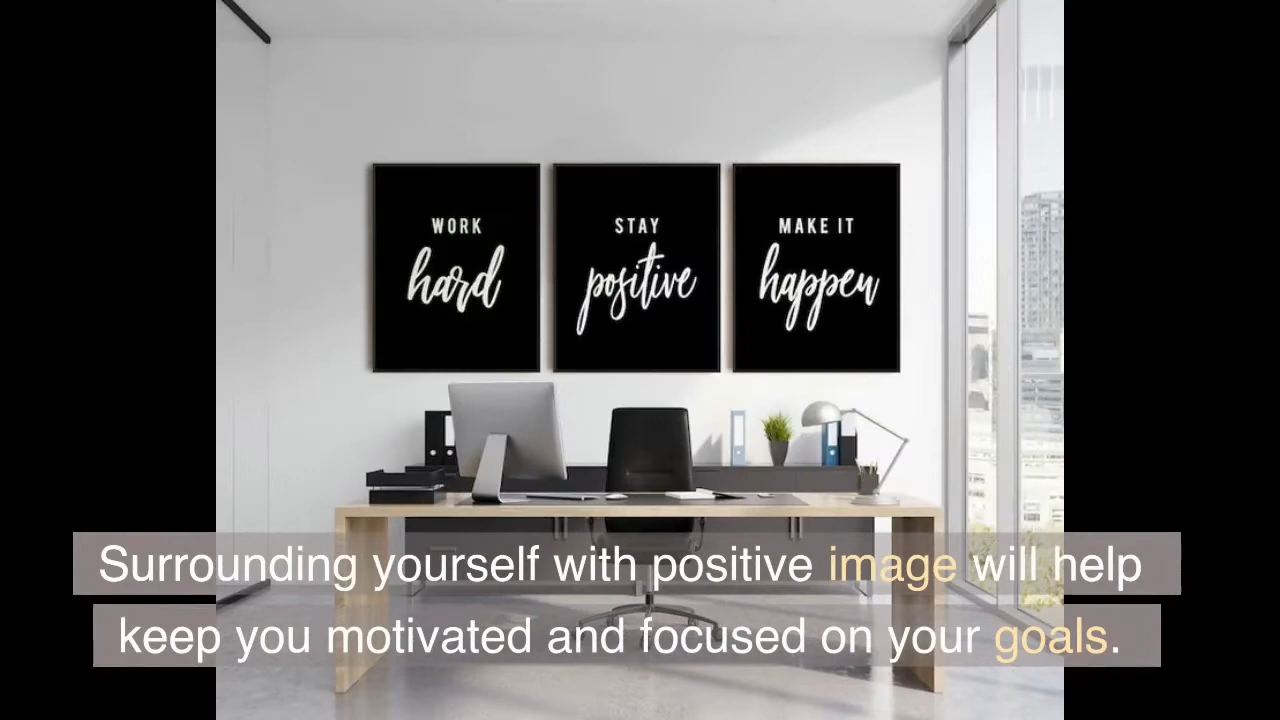 WORK
hard
STAY
positive
MAKE IT
happen
Surrounding yourself with positive image will help
keep you motivated and focused on your goals.